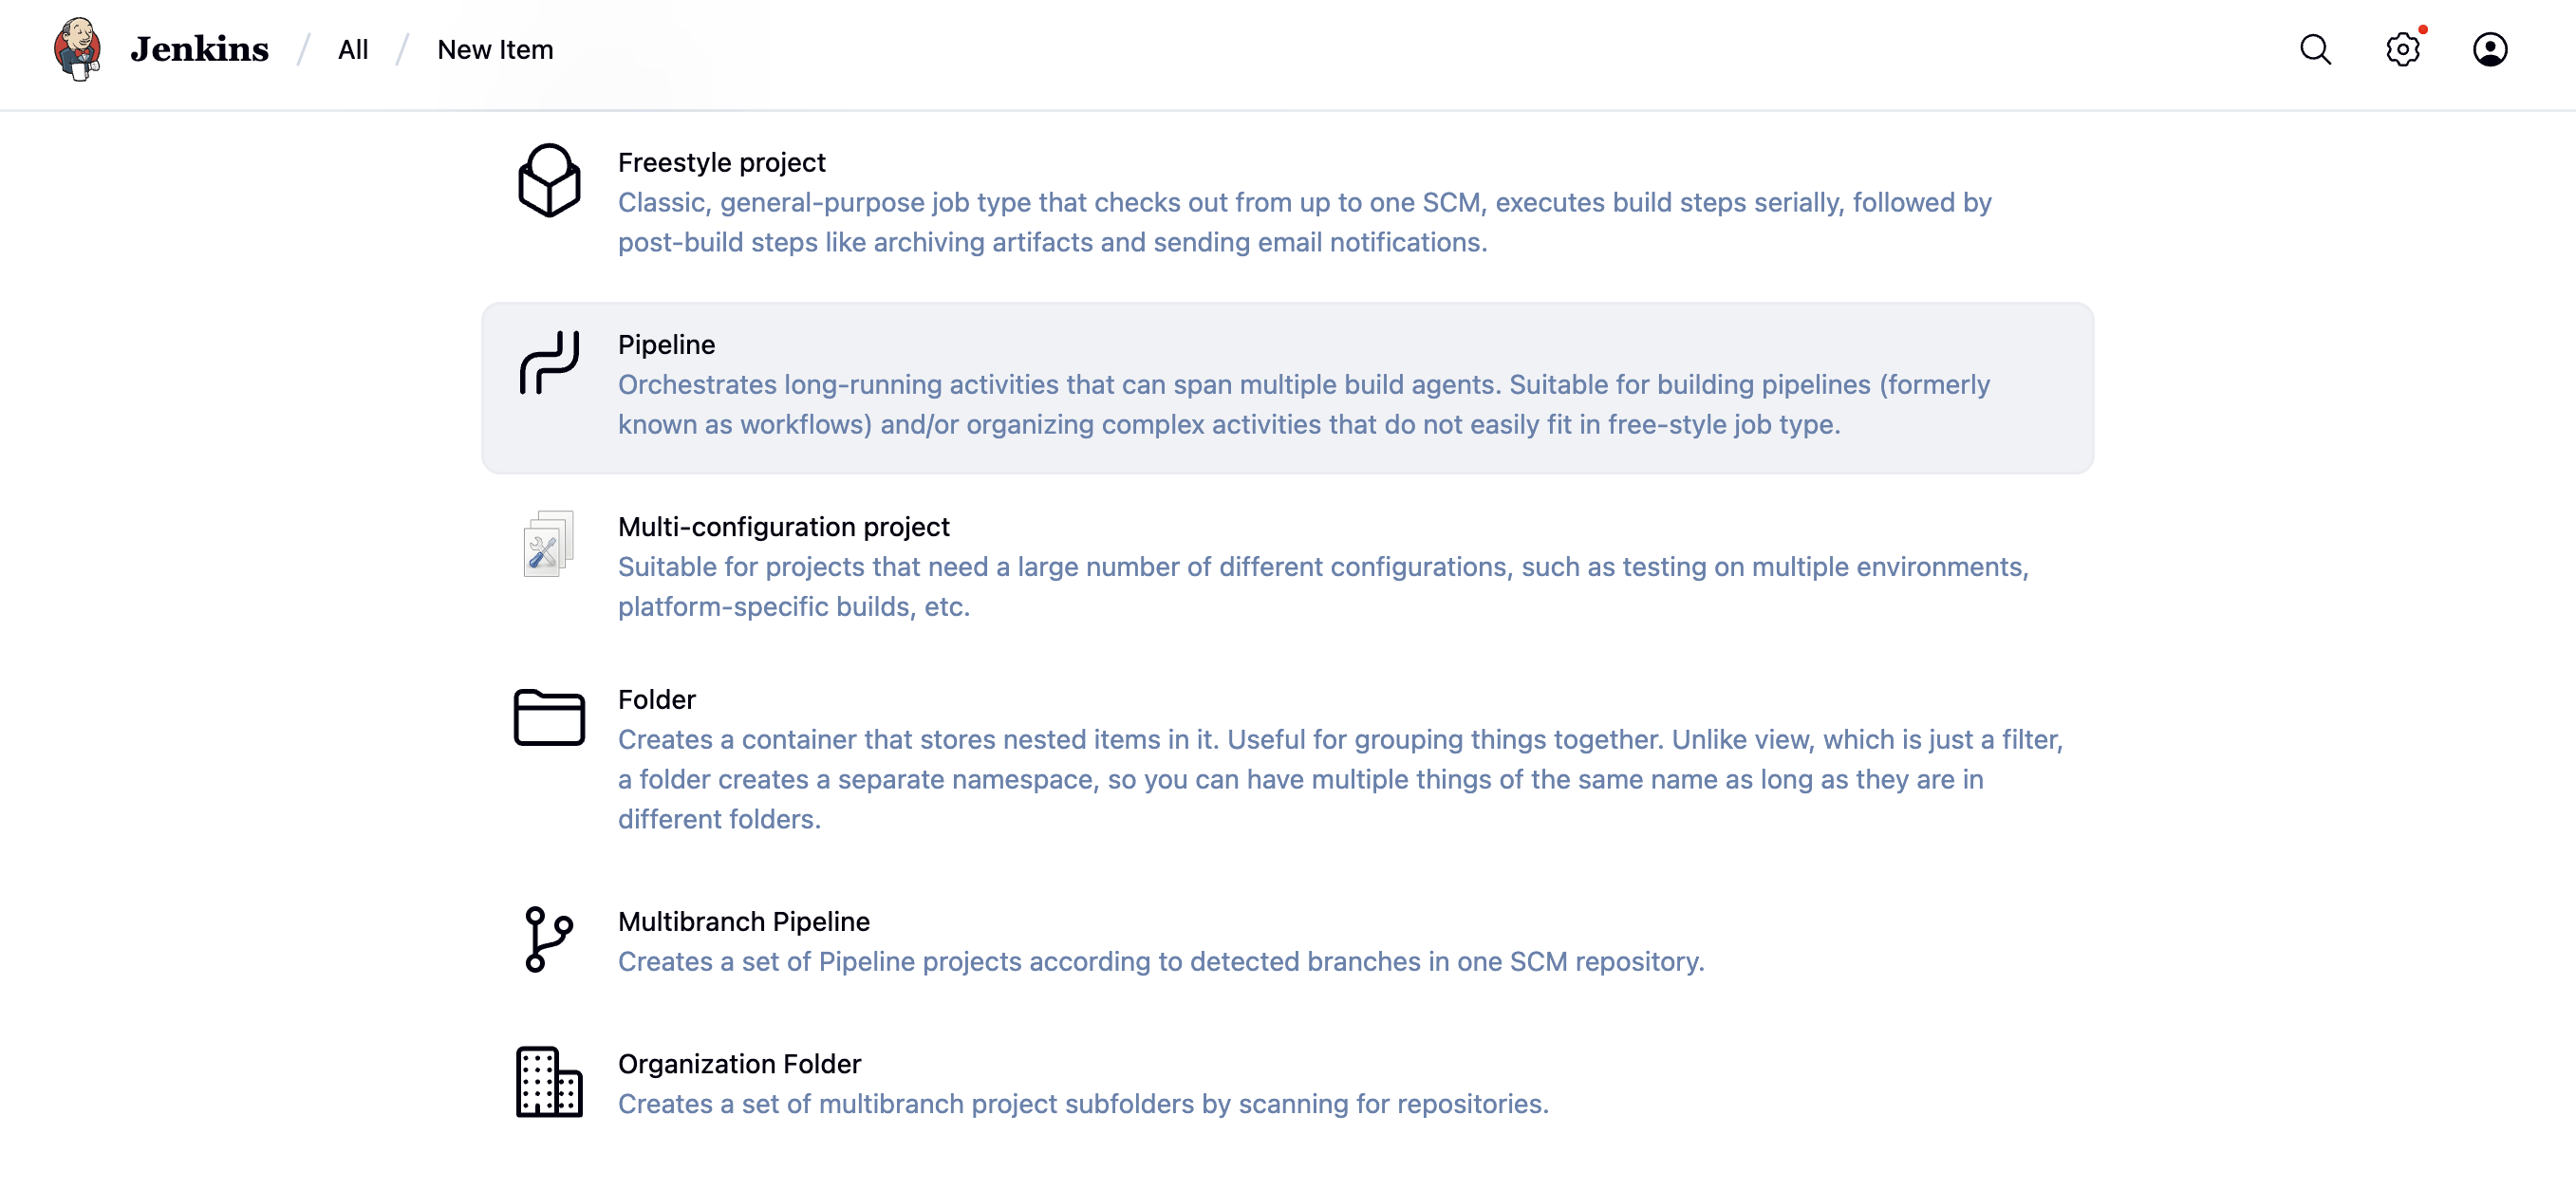 Jenkins / All / New Item
Freestyle project
Classic, general-purpose job type that checks out from up to one SCM, executes build steps serially, followed by
post-build steps like archiving artifacts and sending email notifications.
Pipeline
Orchestrates long-running activities that can span multiple build agents. Suitable for building pipelines (formerly
known as workflows) and/or organizing complex activities that do not easily fit in free-style job type.
Multi-configuration project
Suitable for projects that need a large number of different configurations, such as testing on multiple environments,
platform-specific builds, etc.
Folder
Creates a container that stores nested items in it. Useful for grouping things together. Unlike view, which is just a filter,
a folder creates a separate namespace, so you can have multiple things of the same name as long as they are in
different folders.
Multibranch Pipeline
Creates a set of Pipeline projects according to detected branches in one SCM repository.
Organization Folder
Creates a set of multibranch project subfolders by scanning for repositories.